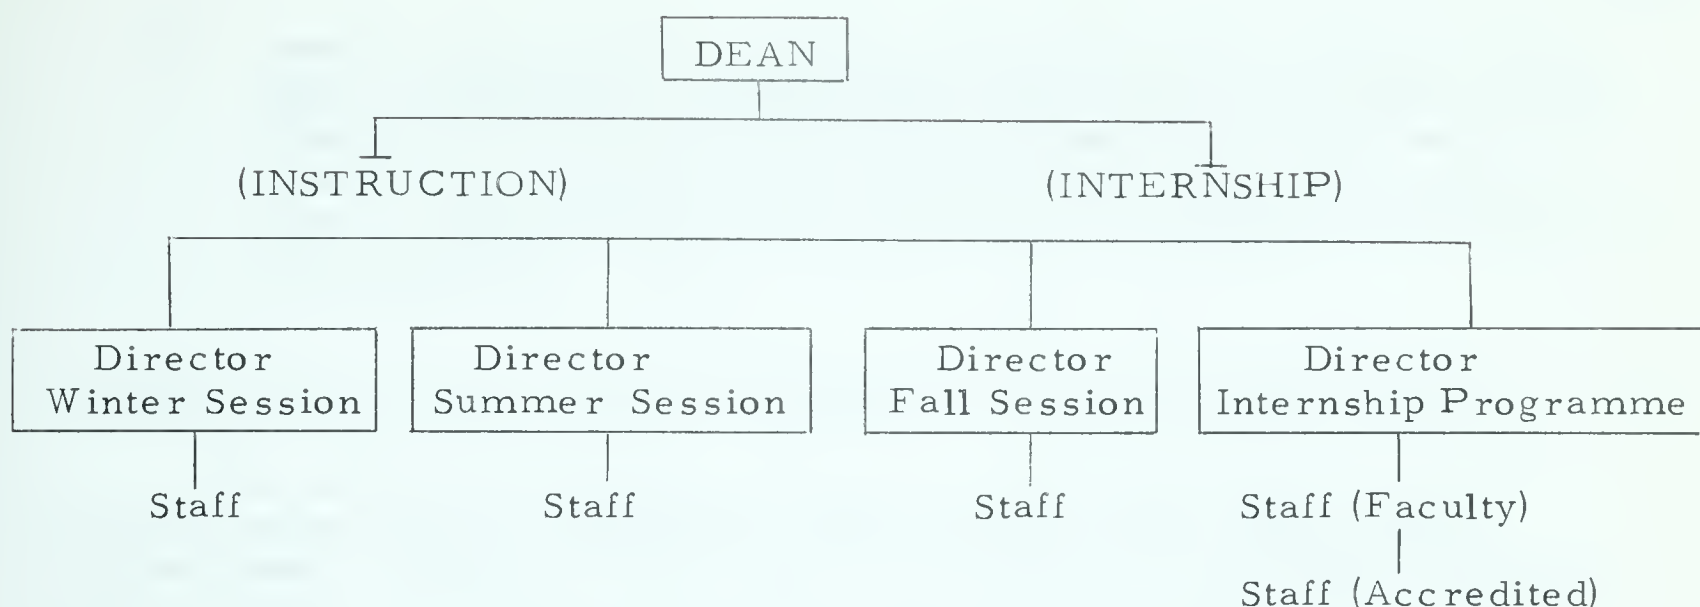 DEAN
(INSTRUCTION) (INTERNSHIP)
Director
Winter Session
Director
Summer Session
Director
Fall Session
Director
Internship Programme
Staff
Staff
Staff
Staff (Faculty)
Staff (Accredited)